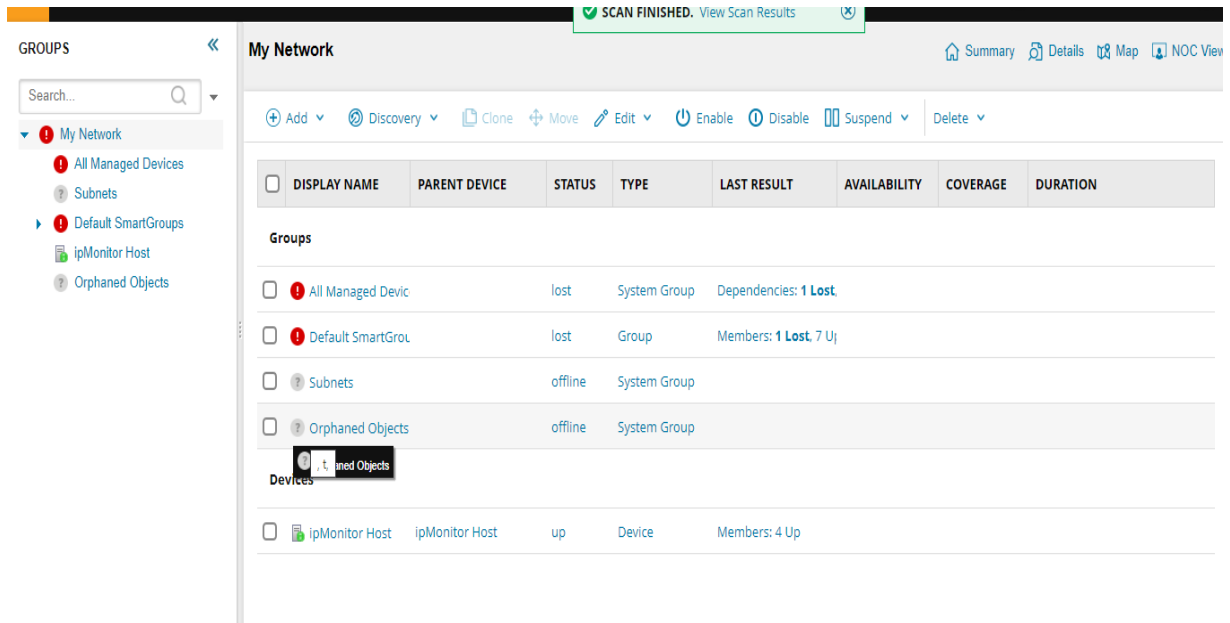 SCAN FINISHED. View Scan Results
GROUPS
My Network
Summary Details Map NOC View
Search...
Add Discovery Clone Move Edit Enable Disable Suspend Delete
My Network
All Managed Devices
Subnets
Default SmartGroups
ipMonitor Host
Orphaned Objects
DISPLAY NAME PARENT DEVICE STATUS TYPE LAST RESULT AVAILABILITY COVERAGE DURATION
Groups
All Managed Devic lost System Group Dependencies: 1 Lost,
Default SmartGrou lost Group Members: 1 Lost, 7 Up
Subnets offline System Group
Orphaned Objects offline System Group
, t, aned Objects
Devices
ipMonitor Host ipMonitor Host up Device Members: 4 Up